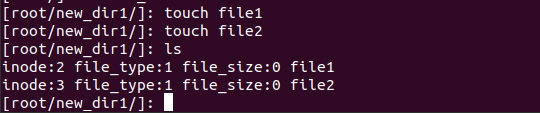 [root/new_dir1/]: touch file1
[root/new_dir1/]: touch file2
[root/new_dir1/]: ls
inode:2 file_type:1 file_size:0 file1
inode:3 file_type:1 file_size:0 file2
[root/new_dir1/]: